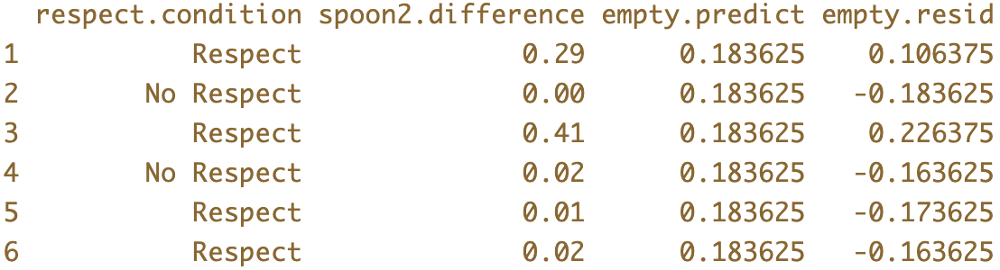 respect.condition spoon2.difference empty.predict empty.resid
1 Respect 0.29 0.183625 0.106375
2 No Respect 0.00 0.183625 -0.183625
3 Respect 0.41 0.183625 0.226375
4 No Respect 0.02 0.183625 -0.163625
5 Respect 0.01 0.183625 -0.173625
6 Respect 0.02 0.183625 -0.163625